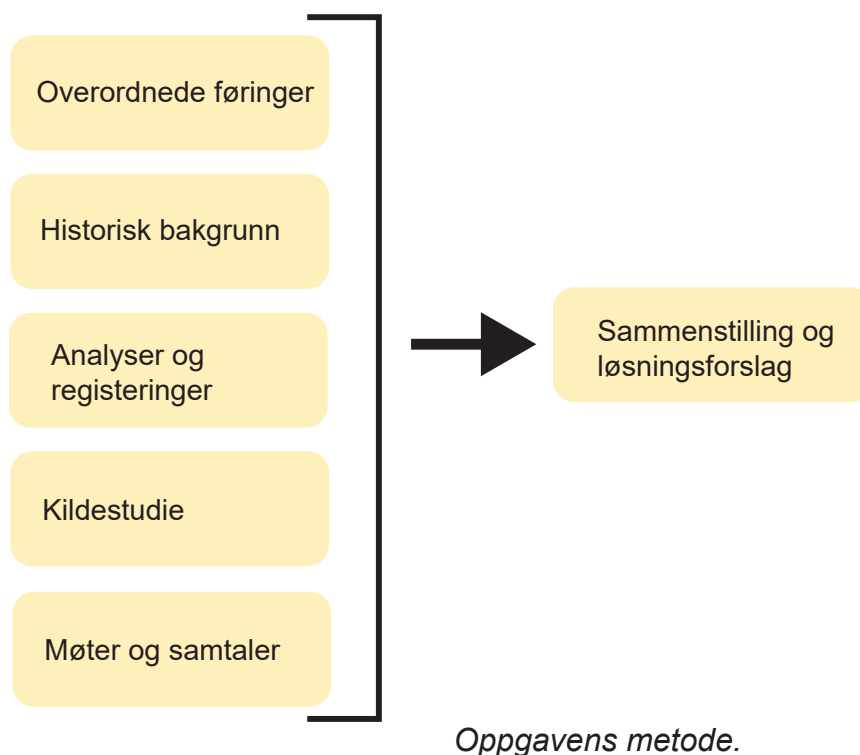 Overordnede føringer
Historisk bakgrunn
Analyser og
registeringer
Kildestudie
Møter og samtaler
Sammenstilling og
løsningsforslag
Oppgavens metode.